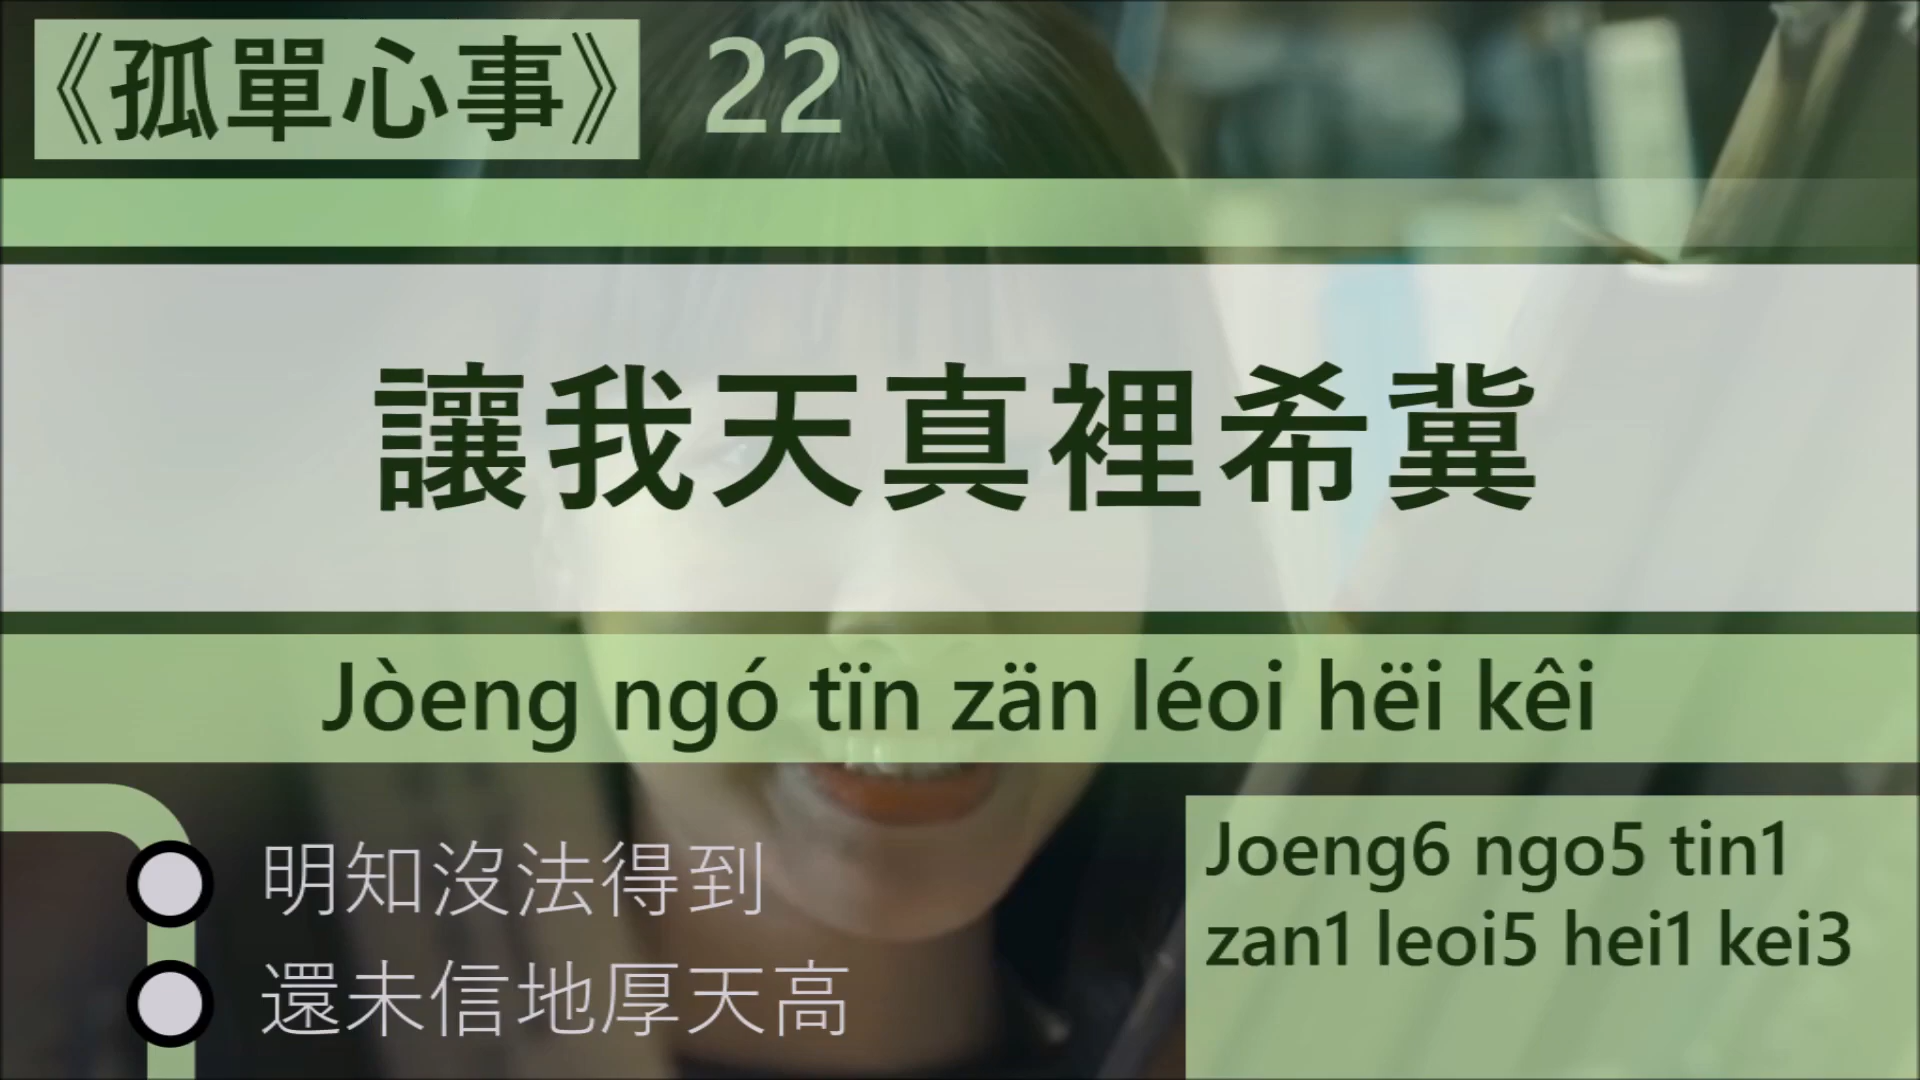 《孤單心事》 22
讓我天真裡希冀
Jòeng ngó tïn zän léoi hëi kêi
明知沒法得到
還未信地厚天高
Joeng6 ngo5 tin1
zan1 leoi5 hei1 kei3